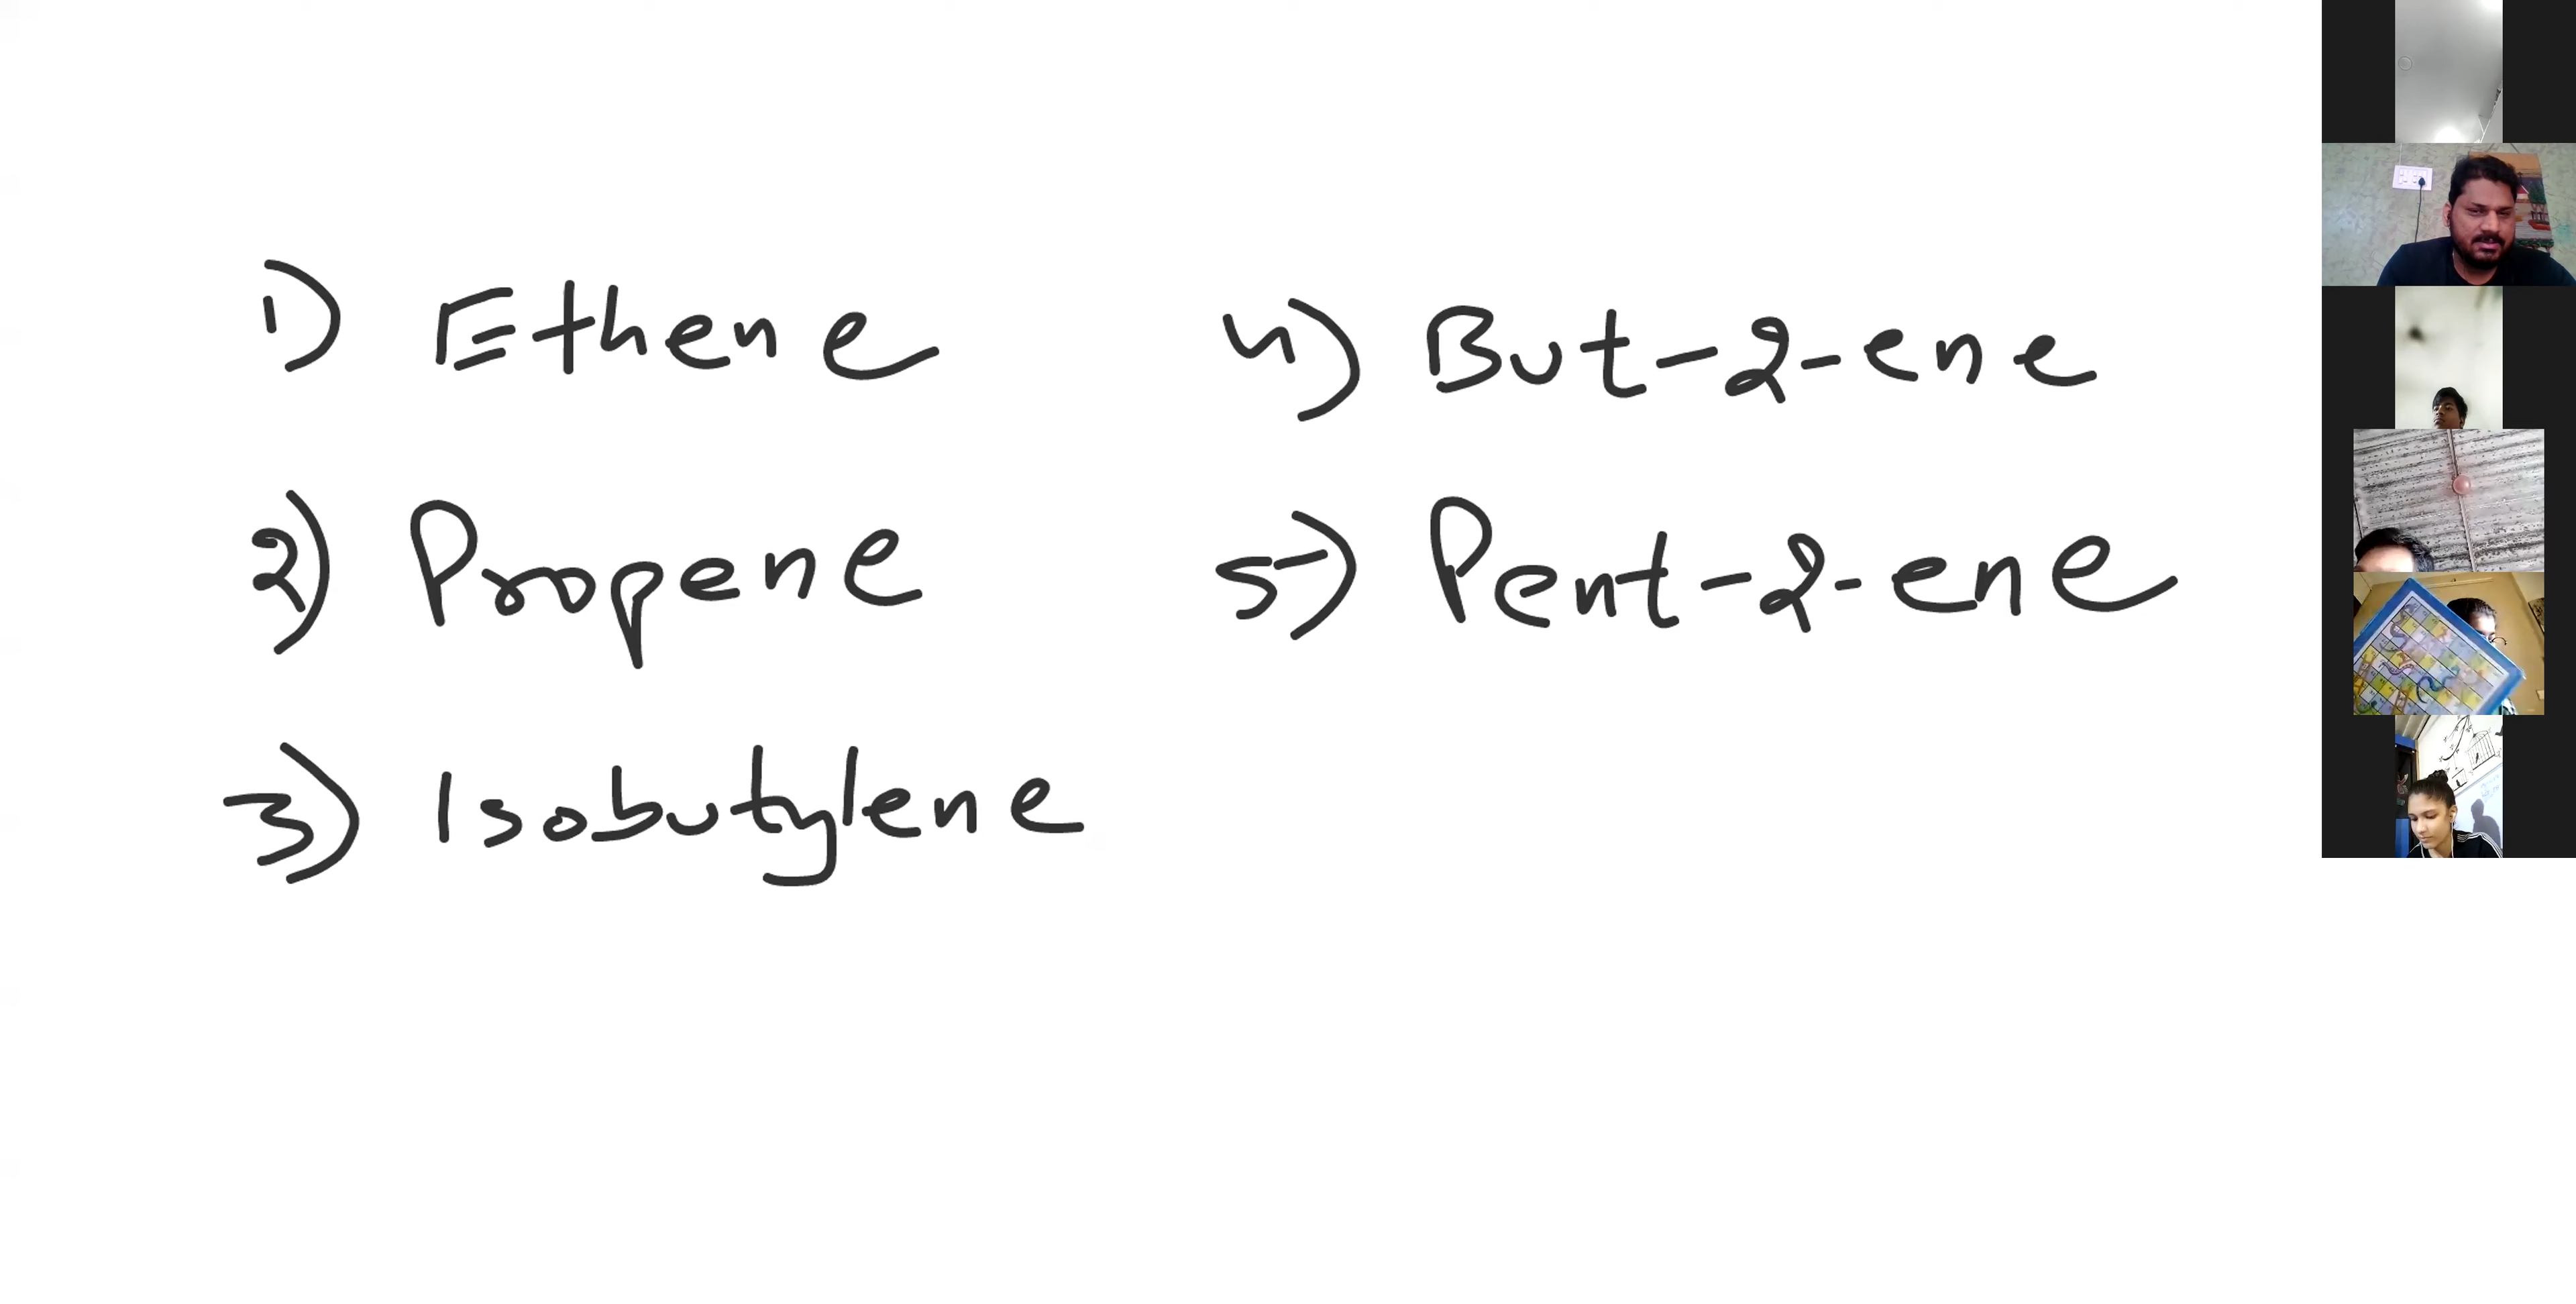 1) Ethene
2) Propene
3) Isobutylene
4) But-2-ene
5) Pent-2-ene